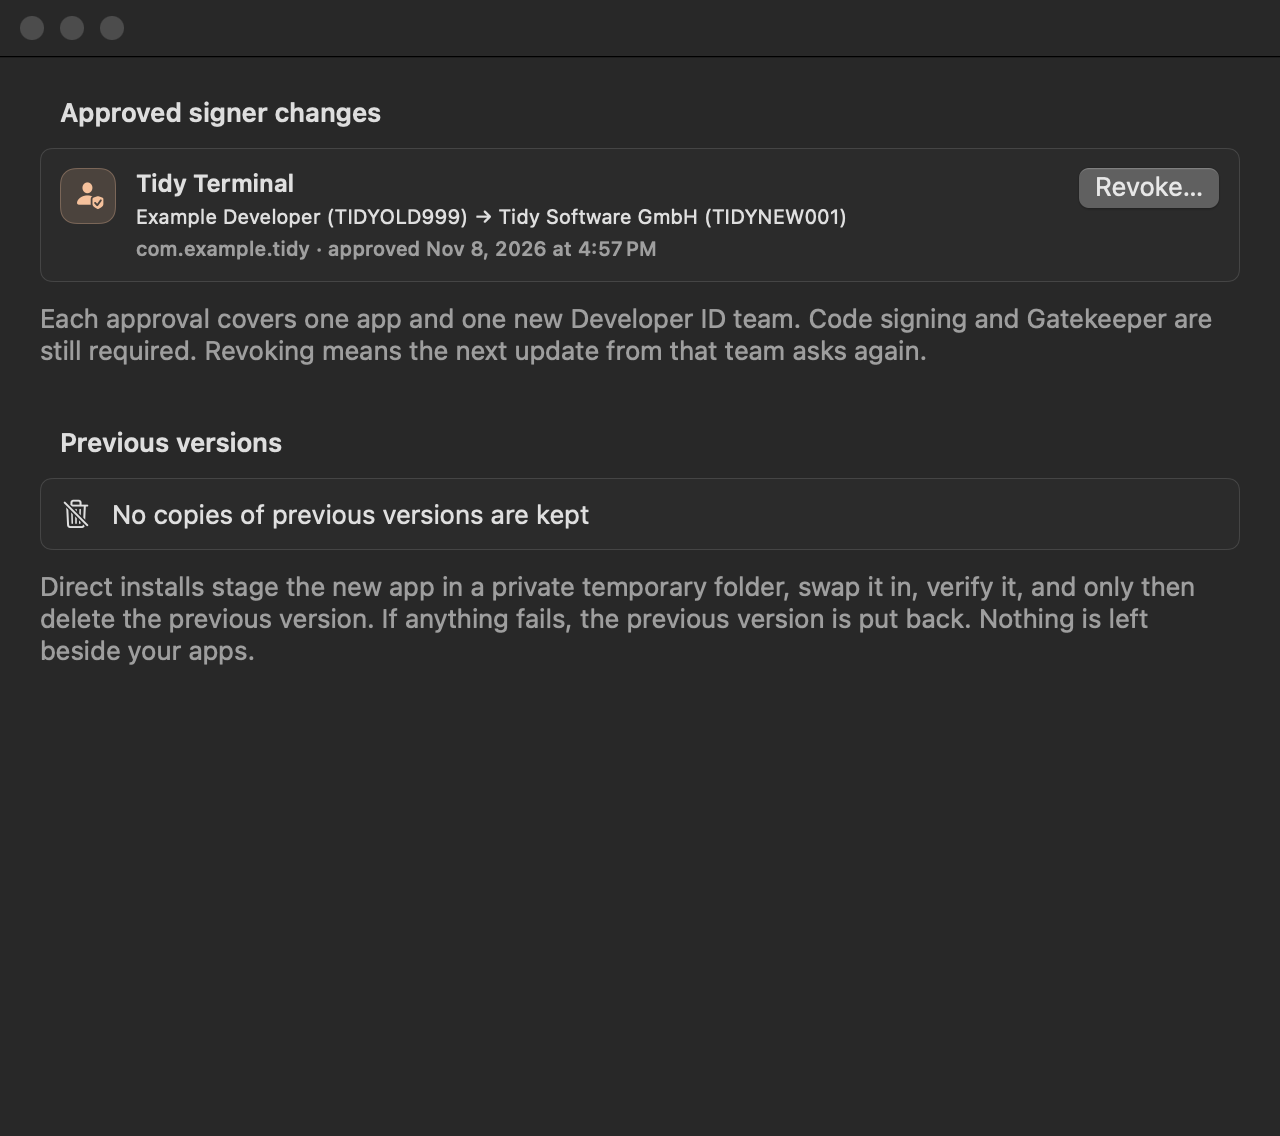 Approved signer changes
Tidy Terminal
Revoke...
Example Developer (TIDYOLD999) → Tidy Software GmbH (TIDYNEW001)
com.example.tidy · approved Nov 8, 2026 at 4:57 PM
Each approval covers one app and one new Developer ID team. Code signing and Gatekeeper are
still required. Revoking means the next update from that team asks again.
Previous versions
No copies of previous versions are kept
Direct installs stage the new app in a private temporary folder, swap it in, verify it, and only then
delete the previous version. If anything fails, the previous version is put back. Nothing is left
beside your apps.